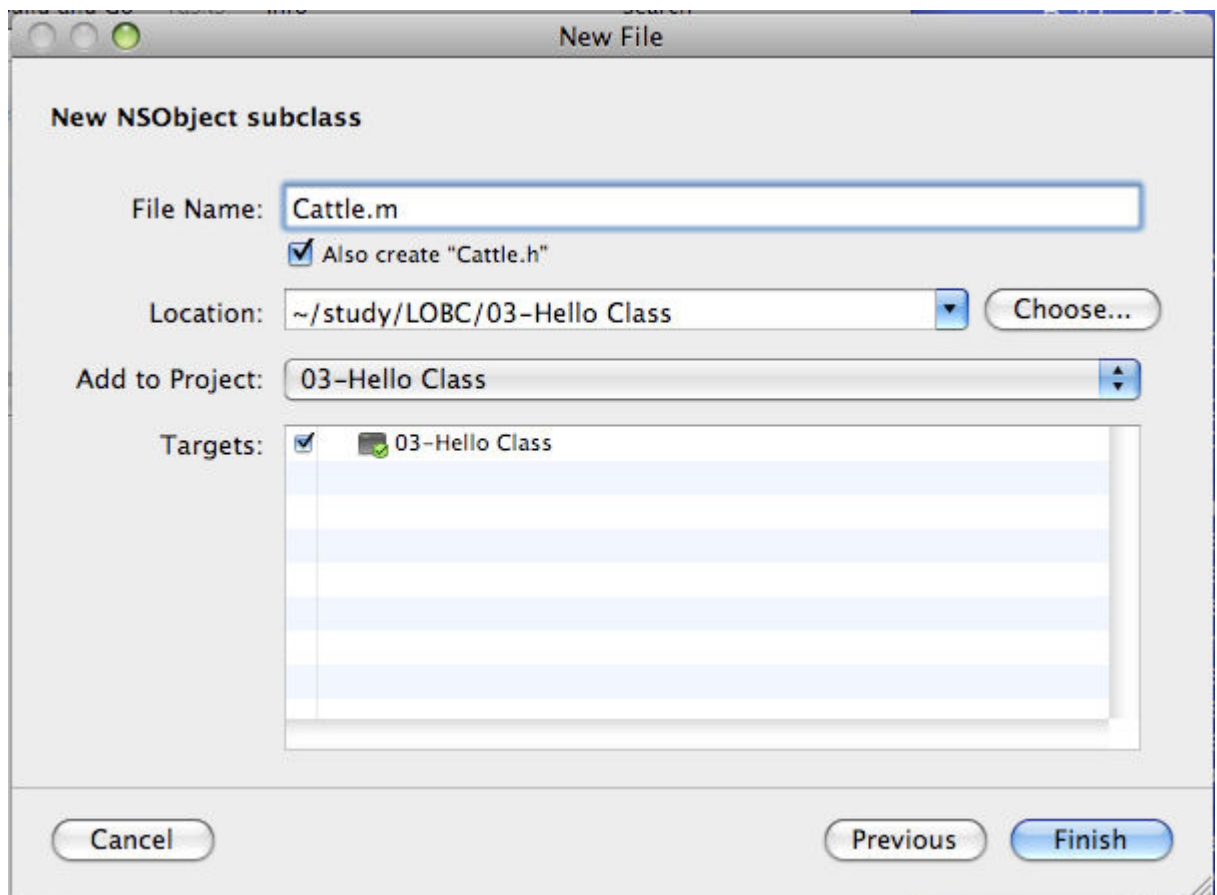 New File
New NSObject subclass
File Name: Cattle.m
Also create "Cattle.h"
Location: ~/study/LOBC/03-Hello Class Choose...
Add to Project: 03-Hello Class
Targets: 03-Hello Class
Cancel Previous Finish